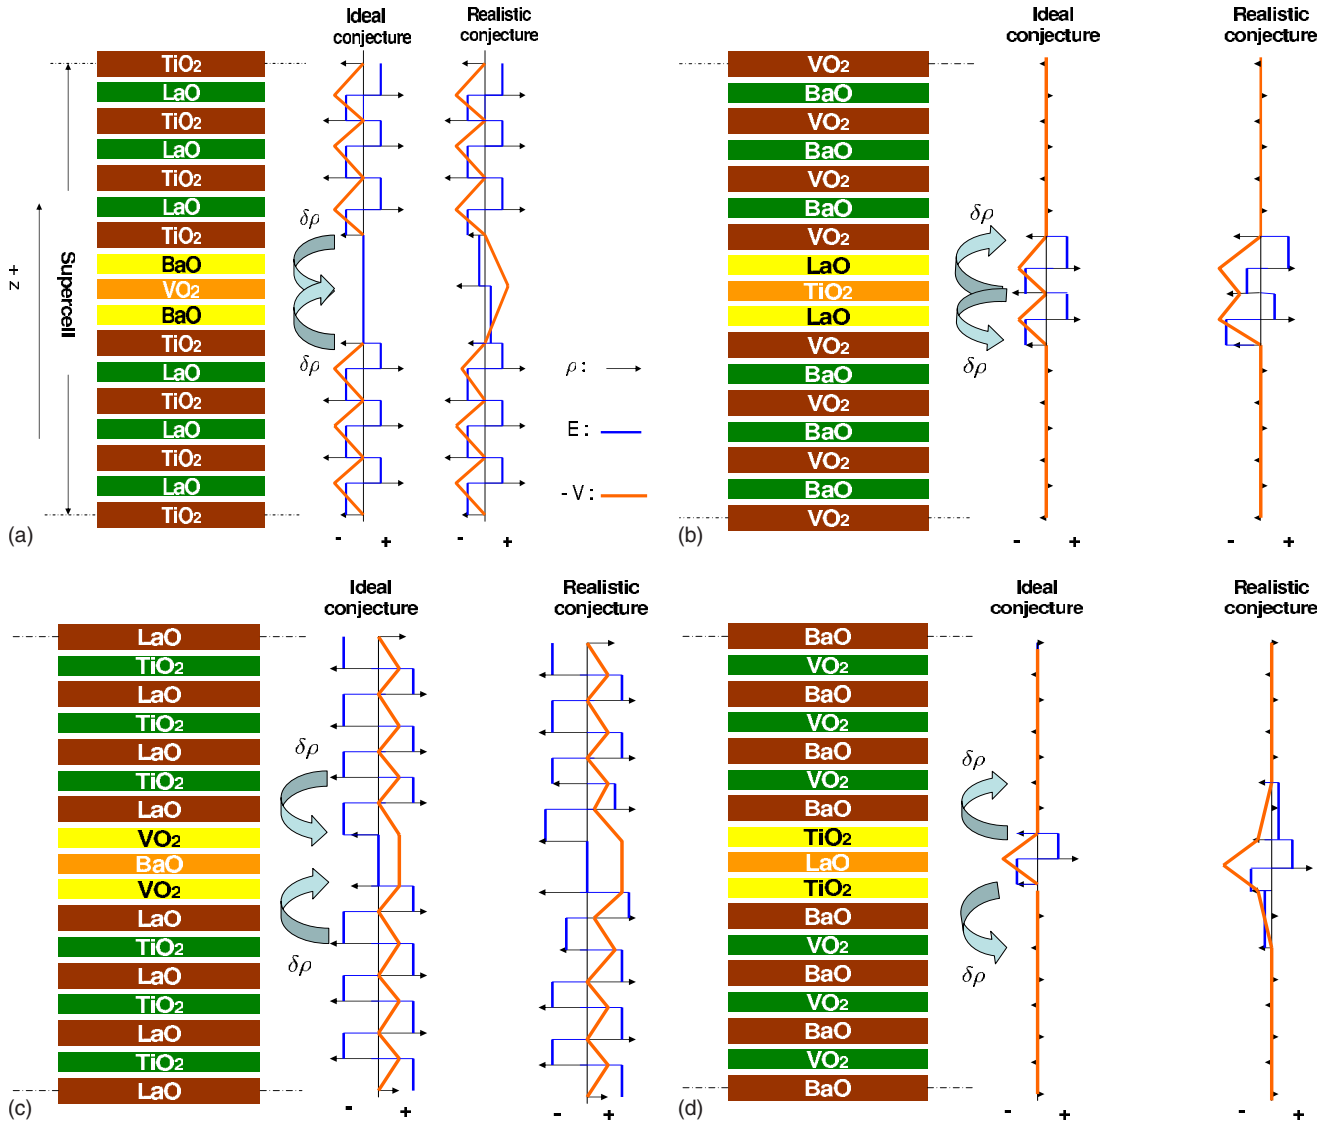 Ideal
conjecture
Realistic
conjecture
TiO2
LaO
TiO2
LaO
TiO2
LaO
TiO2
BaO
VO2
BaO
TiO2
LaO
TiO2
LaO
TiO2
LaO
TiO2
+ z
Supercell
δρ
δρ
ρ :
E :
-V :
- +
- +
(a)
Ideal
conjecture
Realistic
conjecture
VO2
BaO
VO2
BaO
VO2
BaO
VO2
LaO
TiO2
LaO
VO2
BaO
VO2
BaO
VO2
BaO
VO2
δρ
δρ
- +
- +
(b)
Ideal
conjecture
Realistic
conjecture
LaO
TiO2
LaO
TiO2
LaO
TiO2
LaO
VO2
BaO
VO2
LaO
TiO2
LaO
TiO2
LaO
TiO2
LaO
δρ
δρ
- +
- +
(c)
Ideal
conjecture
Realistic
conjecture
BaO
VO2
BaO
VO2
BaO
VO2
BaO
TiO2
LaO
TiO2
BaO
VO2
BaO
VO2
BaO
VO2
BaO
δρ
δρ
- +
- +
(d)